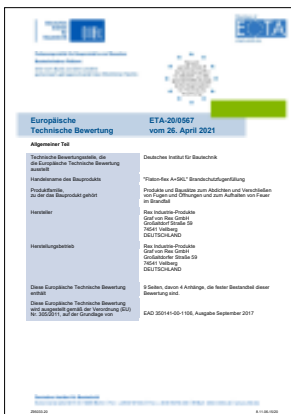 Europäische
Technische Bewertung
ETA-20/0567
vom 26. April 2021
Allgemeiner Teil
Technische Bewertungsstelle, die
die Europäische Technische Bewertung
ausstellt
Deutsches Institut für Bautechnik
Handelsname des Bauprodukts
"Flaton-flex A+SKL" Brandschutzfugenfüllung
Produktfamilie,
zu der das Bauprodukt gehört
Produkte und Bausätze zum Abdichten und Verschließen
von Fugen und Öffnungen und zum Aufhalten von Feuer
im Brandfall
Hersteller
Rex Industrie-Produkte
Graf von Rex GmbH
Großaltdorfer Straße 59
74541 Vellberg
DEUTSCHLAND
Herstellungsbetrieb
Rex Industrie-Produkte
Graf von Rex GmbH
Großaltdorfer Straße 59
74541 Vellberg
DEUTSCHLAND
Diese Europäische Technische Bewertung
enthält
9 Seiten, davon 4 Anhänge, die fester Bestandteil dieser
Bewertung sind.
Diese Europäische Technische Bewertung
wird ausgestellt gemäß der Verordnung (EU)
Nr. 305/2011, auf der Grundlage von
EAD 350141-00-1106, Ausgabe September 2017